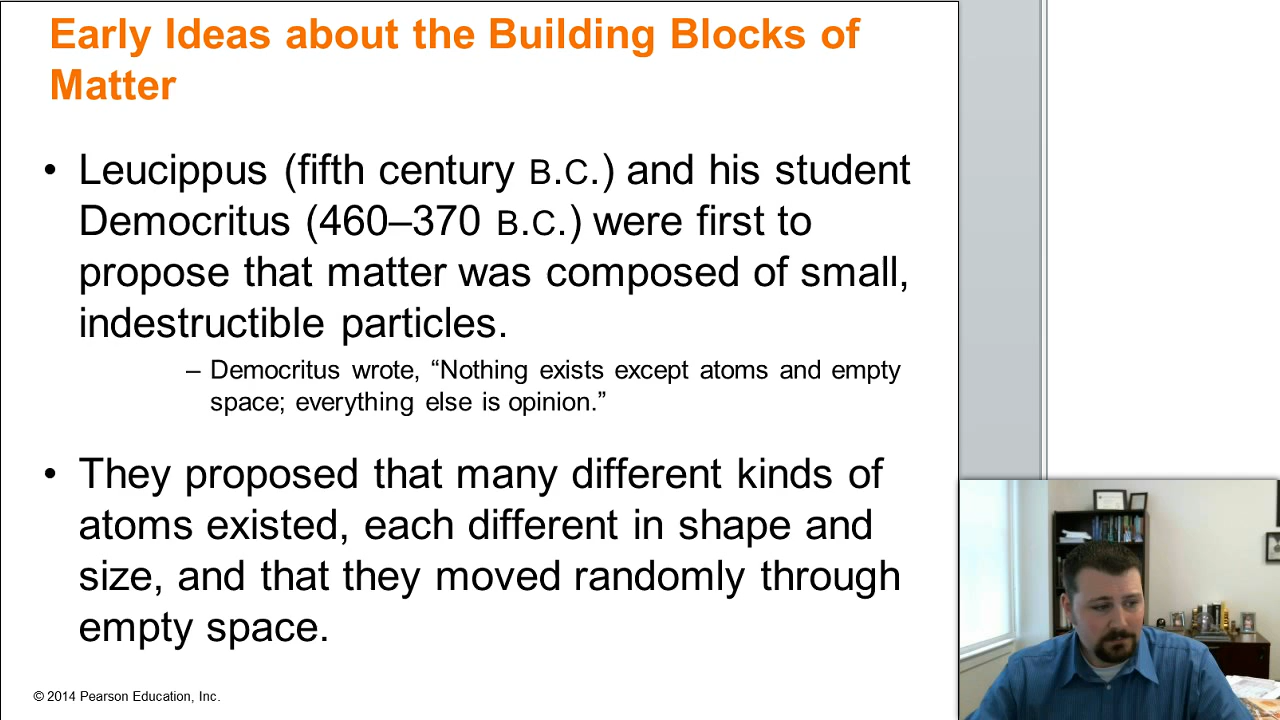 Early Ideas about the Building Blocks of
Matter
• Leucippus (fifth century B.C.) and his student
Democritus (460–370 B.C.) were first to
propose that matter was composed of small,
indestructible particles.
– Democritus wrote, “Nothing exists except atoms and empty
space; everything else is opinion.”
• They proposed that many different kinds of
atoms existed, each different in shape and
size, and that they moved randomly through
empty space.
© 2014 Pearson Education, Inc.